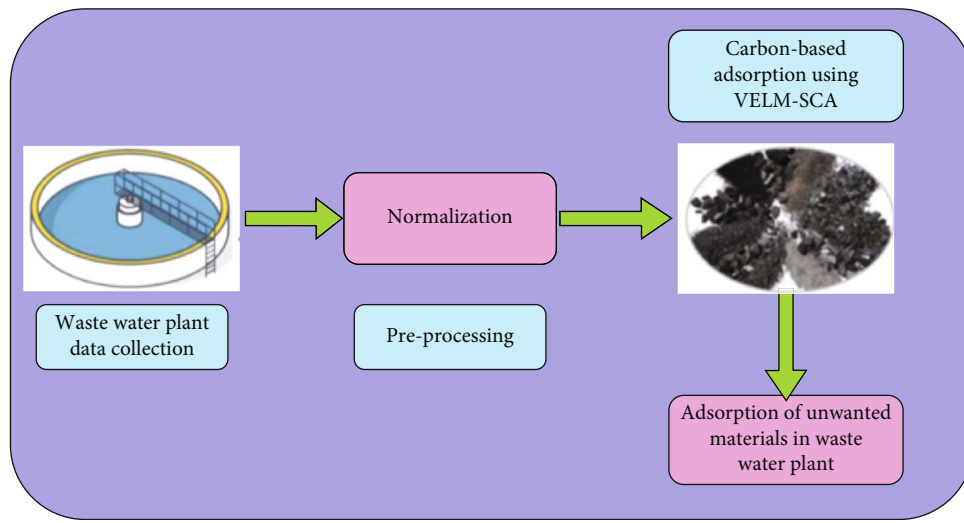 Carbon-based
adsorption using
VELM-SCA
Normalization
Waste water plant
data collection
Pre-processing
Adsorption of unwanted
materials in waste
water plant